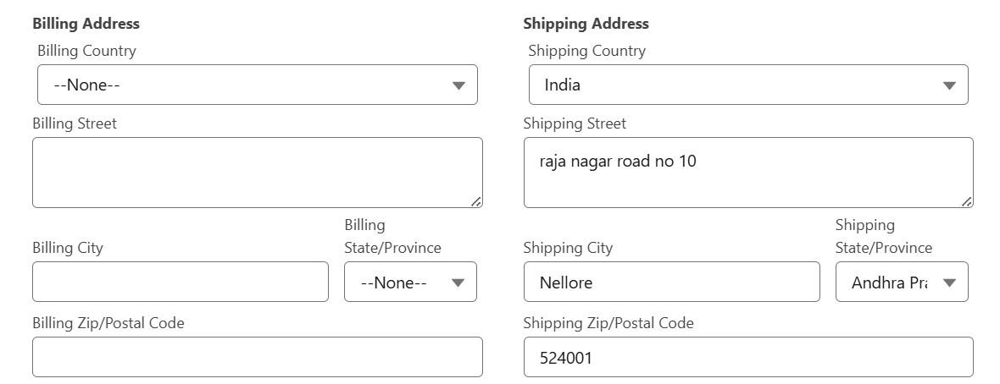 Billing Address
Billing Country
--None--
Billing Street
Billing City
Billing
State/Province
--None--
Billing Zip/Postal Code
Shipping Address
Shipping Country
India
Shipping Street
raja nagar road no 10
Shipping City
Nellore
Shipping
State/Province
Andhra Pra
Shipping Zip/Postal Code
524001